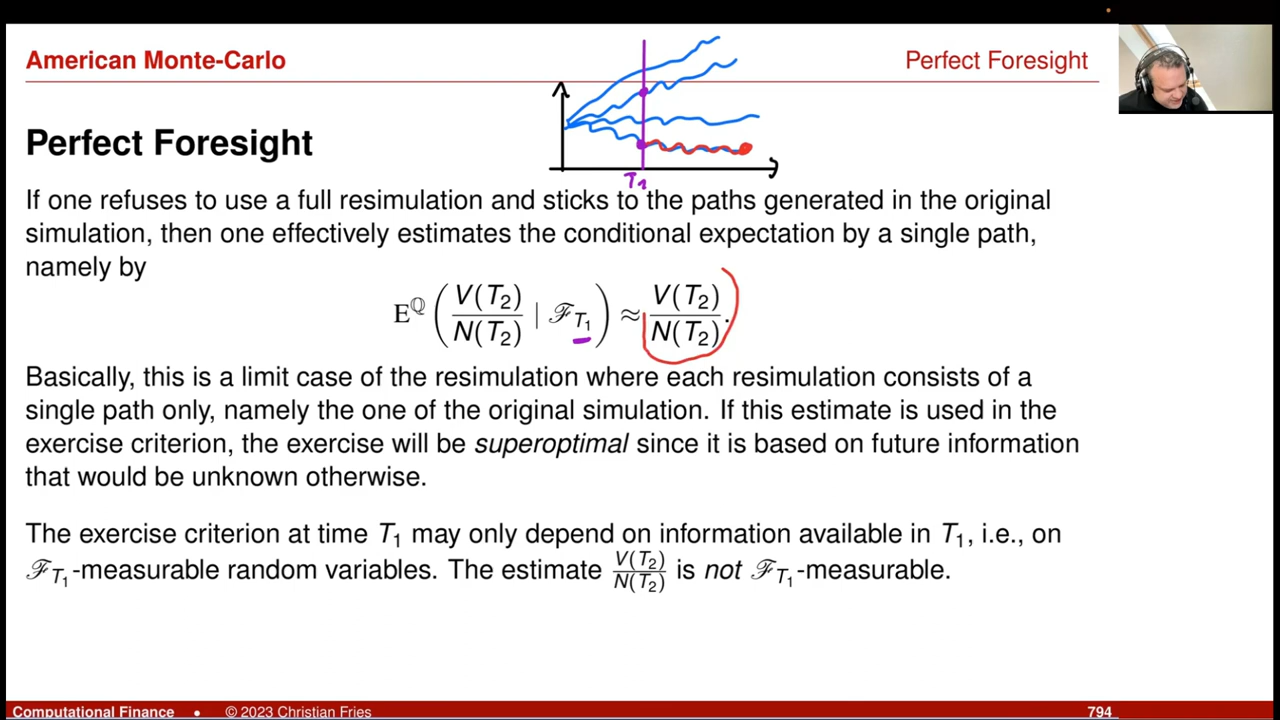 American Monte-Carlo
Perfect Foresight
Perfect Foresight
T₁
If one refuses to use a full resimulation and sticks to the paths generated in the original
simulation, then one effectively estimates the conditional expectation by a single path,
namely by
E^ℚ ( V(T₂)/N(T₂) | ℱ_T₁ ) ≈ V(T₂)/N(T₂).
Basically, this is a limit case of the resimulation where each resimulation consists of a
single path only, namely the one of the original simulation. If this estimate is used in the
exercise criterion, the exercise will be superoptimal since it is based on future information
that would be unknown otherwise.
The exercise criterion at time T₁ may only depend on information available in T₁, i.e., on
ℱ_T₁-measurable random variables. The estimate V(T₂)/N(T₂) is not ℱ_T₁-measurable.
Computational Finance • © 2023 Christian Fries 794